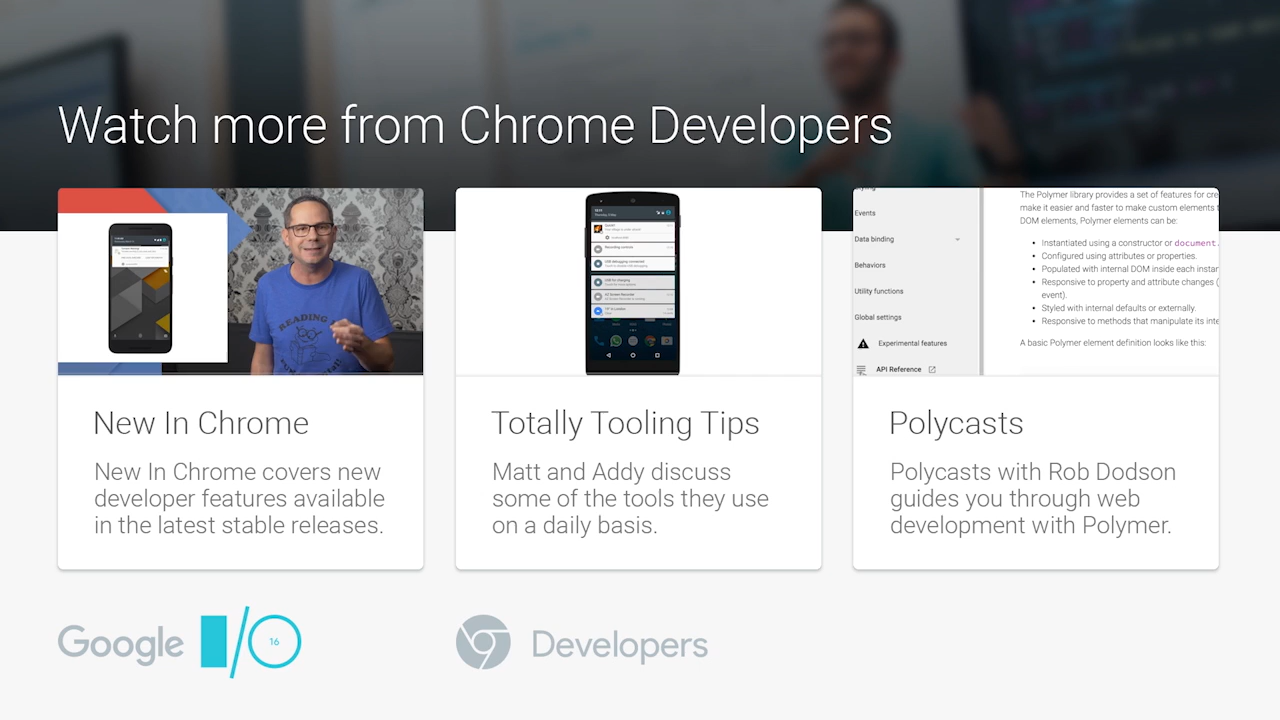 Watch more from Chrome Developers
READING
New In Chrome
New In Chrome covers new
developer features available
in the latest stable releases.
Totally Tooling Tips
Matt and Addy discuss
some of the tools they use
on a daily basis.
Events
Data binding
Behaviors
Utility functions
Global settings
Experimental features
API Reference
The Polymer library provides a set of features for cre
make it easier and faster to make custom elements
DOM elements, Polymer elements can be:
Instantiated using a constructor or document.
Configured using attributes or properties.
Populated with internal DOM inside each instan
Responsive to property and attribute changes (
event).
Styled with internal defaults or externally.
Responsive to methods that manipulate its inte
A basic Polymer element definition looks like this:
Polycasts
Polycasts with Rob Dodson
guides you through web
development with Polymer.
Google I/O 16
Developers